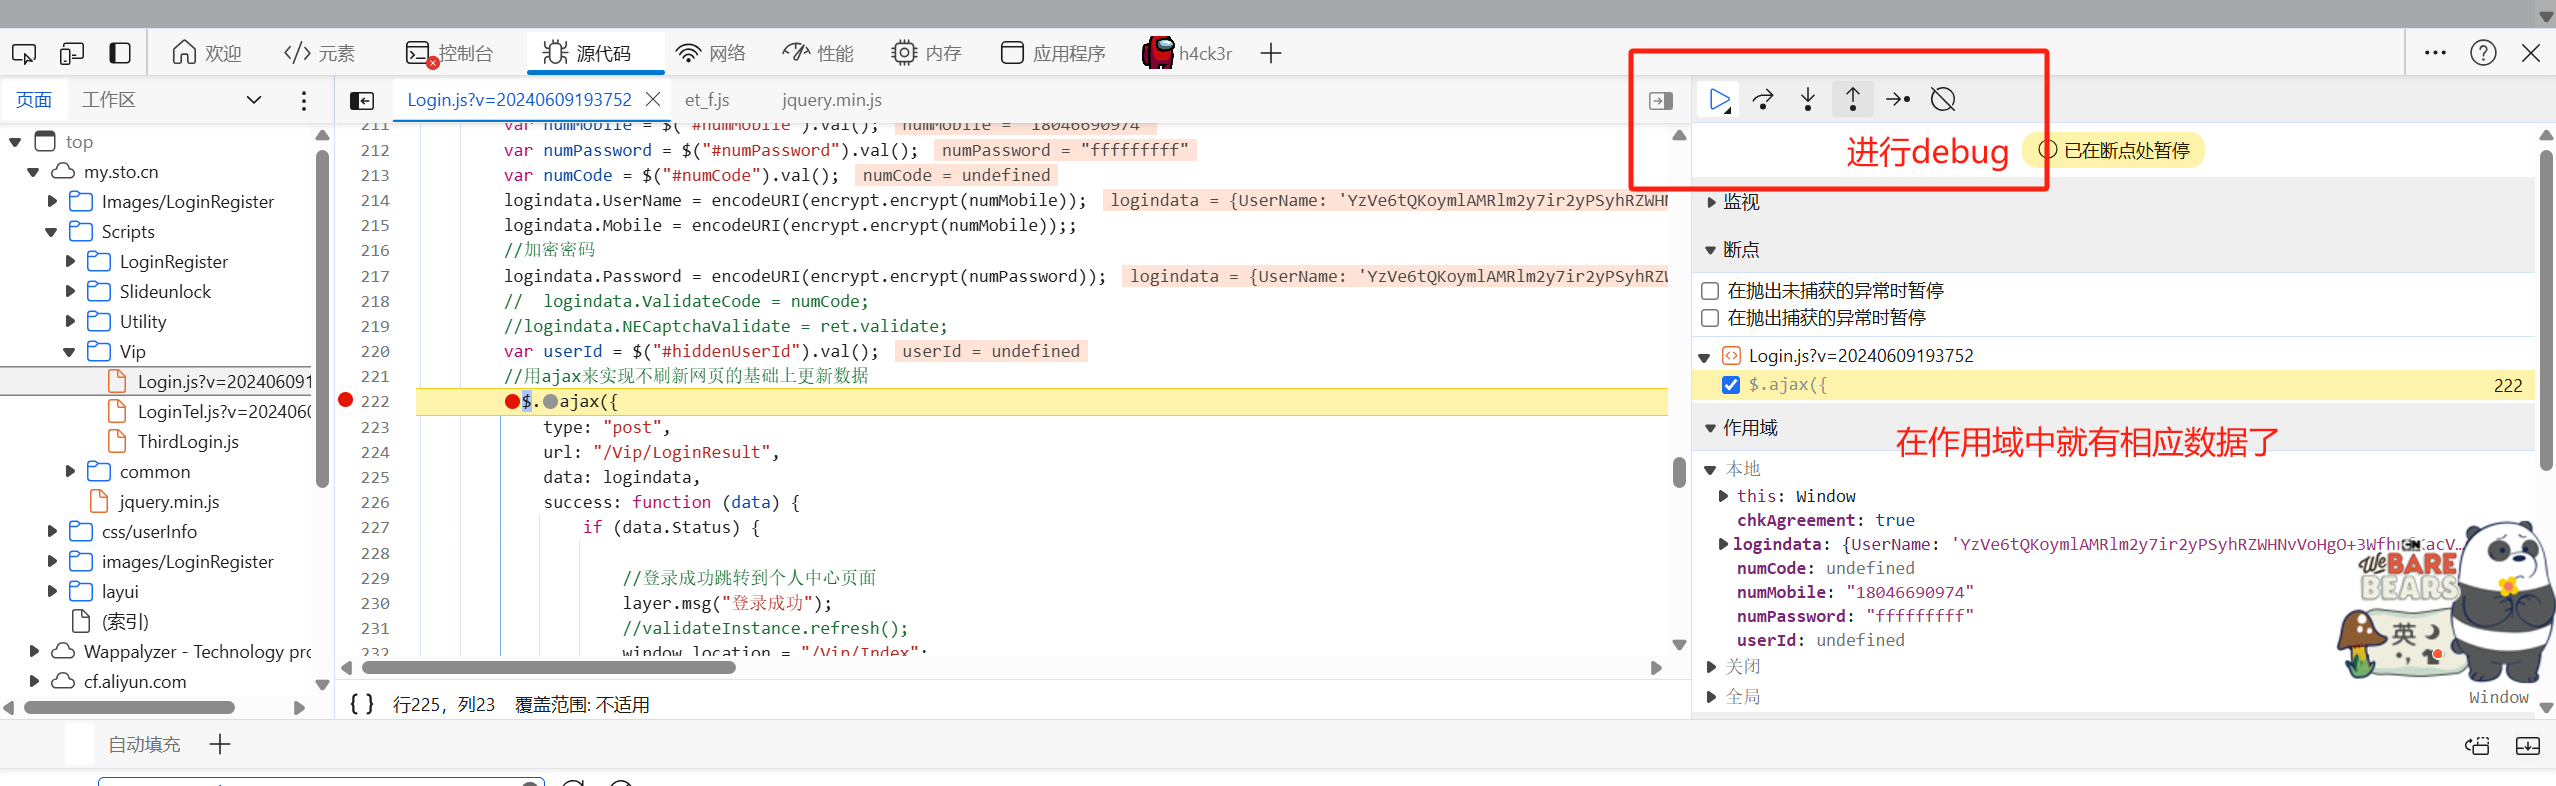 欢迎 元素 控制台 源代码 网络 性能 内存 应用程序 h4ck3r
页面 工作区
Login.js?v=20240609193752 et_f.js jquery.min.js
top
my.sto.cn
Images/LoginRegister
Scripts
LoginRegister
Slideunlock
Utility
Vip
Login.js?v=202406091
LoginTel.js?v=202406
ThirdLogin.js
common
jquery.min.js
css/userInfo
images/LoginRegister
layui
(索引)
Wappalyzer - Technology pro
cf.aliyun.com
211 var numMobile = $("#numMobile").val(); numMobile = "18046690974"
212 var numPassword = $("#numPassword").val(); numPassword = "fffffffff"
213 var numCode = $("#numCode").val(); numCode = undefined
214 logindata.UserName = encodeURI(encrypt.encrypt(numMobile)); logindata = {UserName: 'YzVe6tQKoymlAMRlm2y7ir2yPSyhRZWHN
215 logindata.Mobile = encodeURI(encrypt.encrypt(numMobile));;
216 //加密密码
217 logindata.Password = encodeURI(encrypt.encrypt(numPassword)); logindata = {UserName: 'YzVe6tQKoymlAMRlm2y7ir2yPSyhRZW
218 // logindata.ValidateCode = numCode;
219 //logindata.NECaptchaValidate = ret.validate;
220 var userId = $("#hiddenUserId").val(); userId = undefined
221 //用ajax来实现不刷新网页的基础上更新数据
222 $.ajax({
223 type: "post",
224 url: "/Vip/LoginResult",
225 data: logindata,
226 success: function (data) {
227 if (data.Status) {
228
229 //登录成功跳转到个人中心页面
230 layer.msg("登录成功");
231 //validateInstance.refresh();
232 window.location = "/Vip/Index";
{ } 行225，列23 覆盖范围: 不适用
进行debug
已在断点处暂停
监视
断点
在抛出未捕获的异常时暂停
在抛出捕获的异常时暂停
Login.js?v=20240609193752
$.ajax({ 222
作用域
在作用域中就有相应数据了
本地
this: Window
chkAgreement: true
logindata: {UserName: 'YzVe6tQKoymlAMRlm2y7ir2yPSyhRZWHNvVoHgO+3Wfhr
numCode: undefined
numMobile: "18046690974"
numPassword: "fffffffff"
userId: undefined
关闭
全局 Window
CN
We BARE
BEARS
英
自动填充